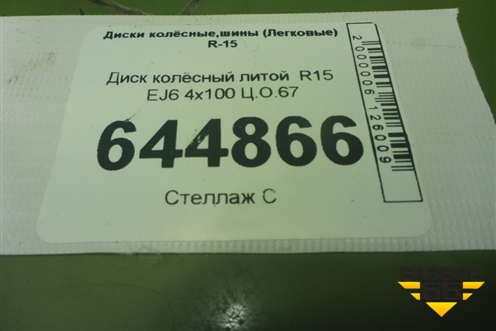 Диски колёсные,шины (Легковые)
R-15
Диск колёсный литой R15
EJ6 4x100 Ц.О.67
644866
Стеллаж С
2000006126009